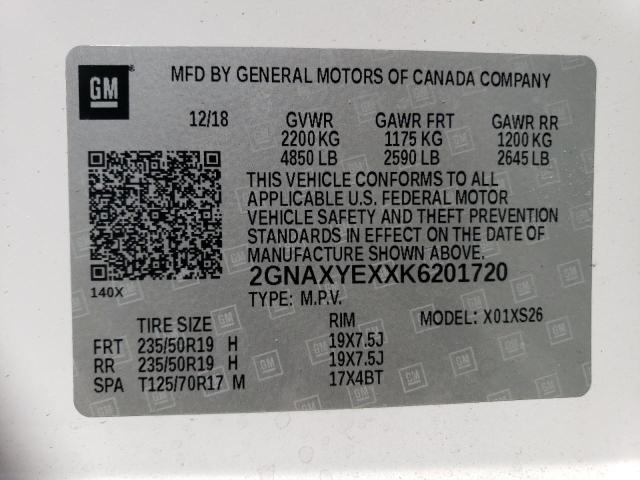 GM
MFD BY GENERAL MOTORS OF CANADA COMPANY
12/18 GVWR GAWR FRT GAWR RR
2200 KG 1175 KG 1200 KG
4850 LB 2590 LB 2645 LB
THIS VEHICLE CONFORMS TO ALL
APPLICABLE U.S. FEDERAL MOTOR
VEHICLE SAFETY AND THEFT PREVENTION
STANDARDS IN EFFECT ON THE DATE OF
MANUFACTURE SHOWN ABOVE.
2GNAXYEXXK6201720
140X TYPE: M.P.V.
TIRE SIZE RIM MODEL: X01XS26
FRT 235/50R19 H 19X7.5J
RR 235/50R19 H 19X7.5J
SPA T125/70R17 M 17X4BT